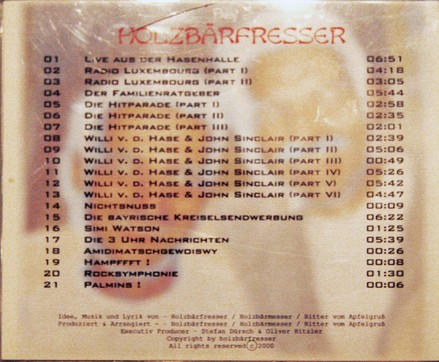 HOLZBÄRFRESSER
01 Live aus der Hasenhalle 06:51
02 Radio Luxembourg (part I) 04:18
03 Radio Luxembourg (part II) 03:05
04 Der Familienratgeber 05:44
05 Die Hitparade (part I) 02:58
06 Die Hitparade (part II) 02:35
07 Die Hitparade (part III) 02:01
08 Willi v. d. Hase & John Sinclair (part I) 02:39
09 Willi v. d. Hase & John Sinclair (part II) 05:06
10 Willi v. d. Hase & John Sinclair (part III) 00:49
11 Willi v. d. Hase & John Sinclair (part IV) 05:26
12 Willi v. d. Hase & John Sinclair (part V) 05:42
13 Willi v. d. Hase & John Sinclair (part VI) 04:47
14 Nichtsnuss 00:09
15 Die bayrische Kreiselsendwerbung 06:22
16 Simi Watson 01:25
17 Die 3 Uhr Nachrichten 05:39
18 Amidimatschgewoiswy 00:26
19 Hampffft ! 00:08
20 Rocksymphonie 01:30
21 Palmins ! 00:06
Idee, Musik und Lyrik von - Holzbärfresser / Holzbärmesser / Ritter vom Apfelgruß
Produziert & Arrangiert - - Holzbärfresser / Holzbärmesser / Ritter vom Apfelgruß
Executiv Producer - Stefan Dürsch & Oliver Witzler
Copyright by holzbärfresser
All rights reserved © 2000